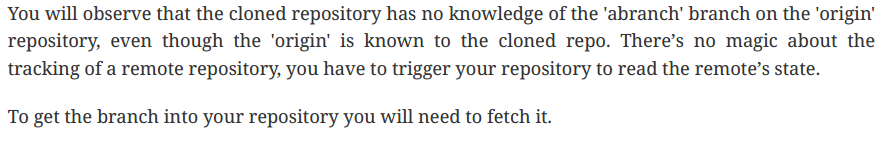 You will observe that the cloned repository has no knowledge of the 'abranch' branch on the 'origin'
repository, even though the 'origin' is known to the cloned repo. There’s no magic about the
tracking of a remote repository, you have to trigger your repository to read the remote’s state.
To get the branch into your repository you will need to fetch it.